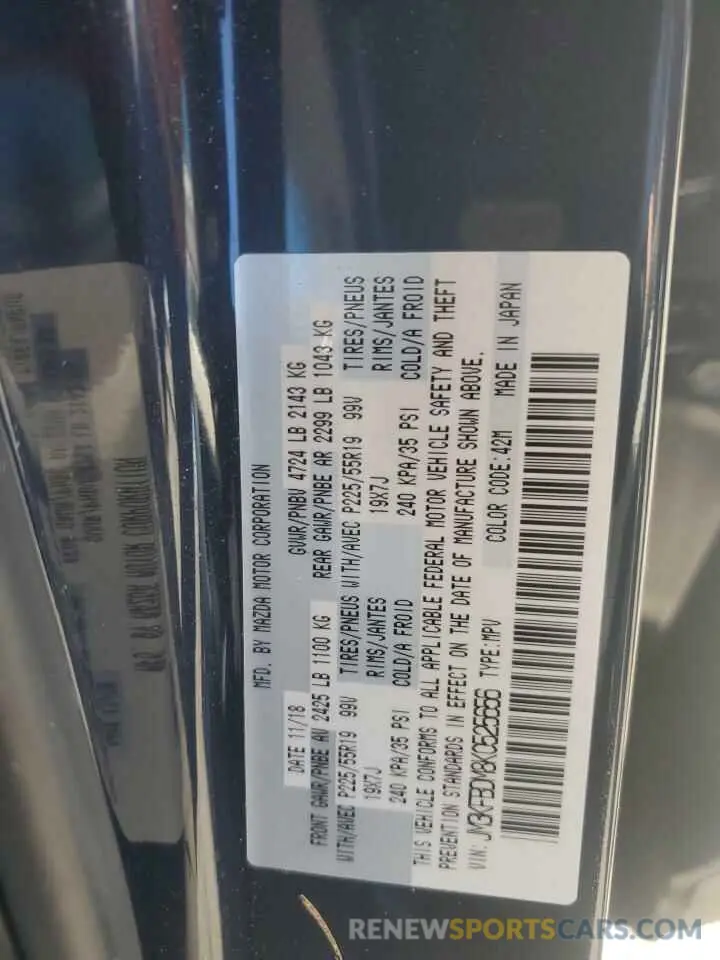 MFD. BY MAZDA MOTOR CORPORATION
DATE 11/18 GVWR/PNBV 4724 LB 2143 KG
FRONT GAWR/PNBE AV 2425 LB 1100 KG REAR GAWR/PNBE AR 2299 LB 1043 KG
WITH/AVEC P225/55R19 99V TIRES/PNEUS WITH/AVEC P225/55R19 99V TIRES/PNEUS
19X7J RIMS/JANTES 19X7J RIMS/JANTES
240 KPA/35 PSI COLD/A FROID 240 KPA/35 PSI COLD/A FROID
THIS VEHICLE CONFORMS TO ALL APPLICABLE FEDERAL MOTOR VEHICLE SAFETY AND THEFT
PREVENTION STANDARDS IN EFFECT ON THE DATE OF MANUFACTURE SHOWN ABOVE.
VIN: JM3KFBDM8K0526656 TYPE:MPV COLOR CODE:42M MADE IN JAPAN
RENEWSPORTSCARS.COM